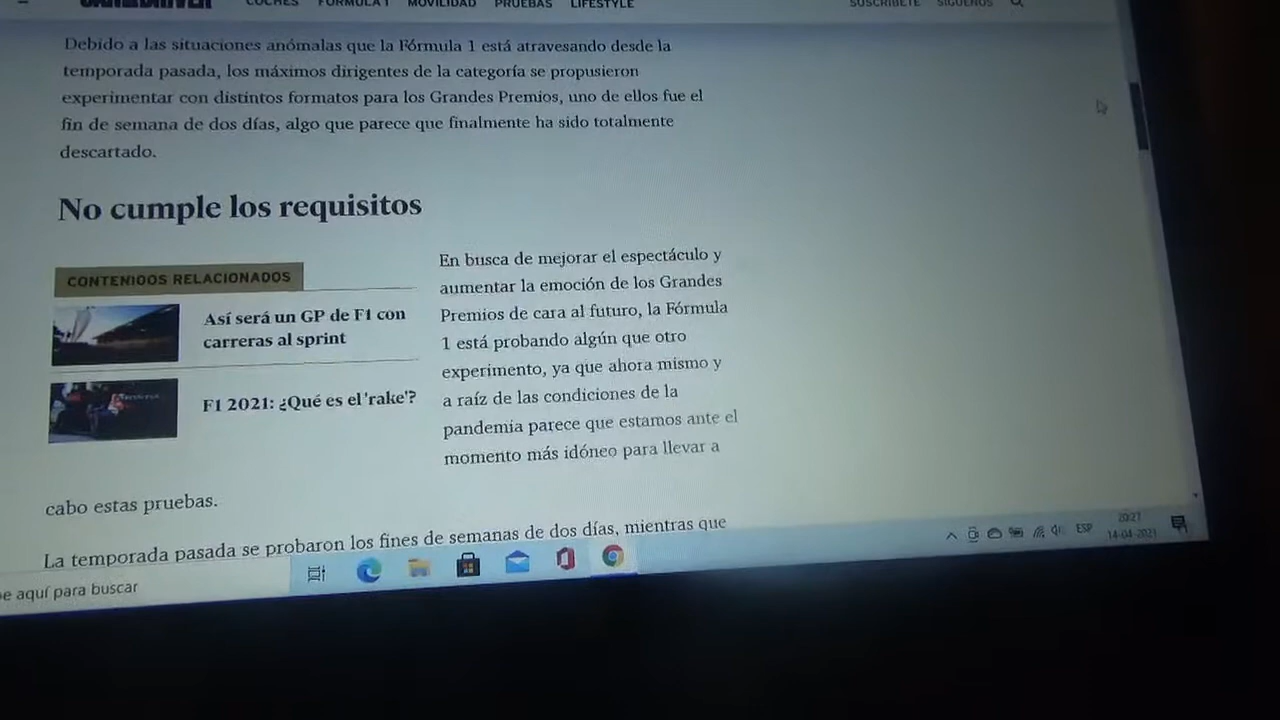 COCHES FÓRMULA 1 MOVILIDAD PRUEBAS LIFESTYLE SUSCRÍBETE SÍGUENOS
Debido a las situaciones anómalas que la Fórmula 1 está atravesando desde la
temporada pasada, los máximos dirigentes de la categoría se propusieron
experimentar con distintos formatos para los Grandes Premios, uno de ellos fue el
fin de semana de dos días, algo que parece que finalmente ha sido totalmente
descartado.
No cumple los requisitos
CONTENIDOS RELACIONADOS
Así será un GP de F1 con
carreras al sprint
F1 2021: ¿Qué es el 'rake'?
En busca de mejorar el espectáculo y
aumentar la emoción de los Grandes
Premios de cara al futuro, la Fórmula
1 está probando algún que otro
experimento, ya que ahora mismo y
a raíz de las condiciones de la
pandemia parece que estamos ante el
momento más idóneo para llevar a
cabo estas pruebas.
La temporada pasada se probaron los fines de semanas de dos días, mientras que
aquí para buscar
ESP
20:27
14-04-2021